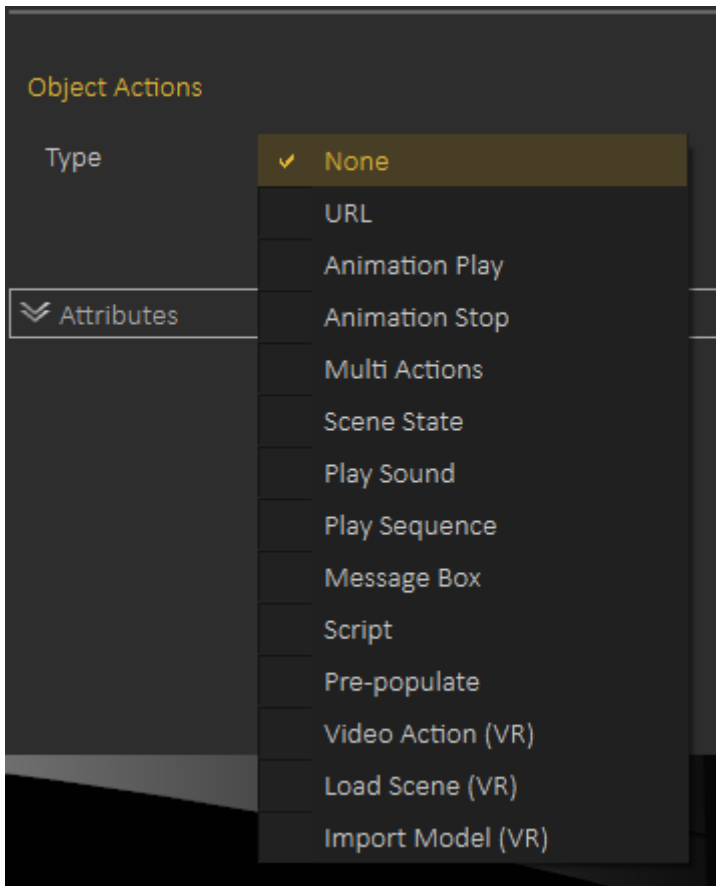 Object Actions
Type
None
URL
Animation Play
Attributes
Animation Stop
Multi Actions
Scene State
Play Sound
Play Sequence
Message Box
Script
Pre-populate
Video Action (VR)
Load Scene (VR)
Import Model (VR)